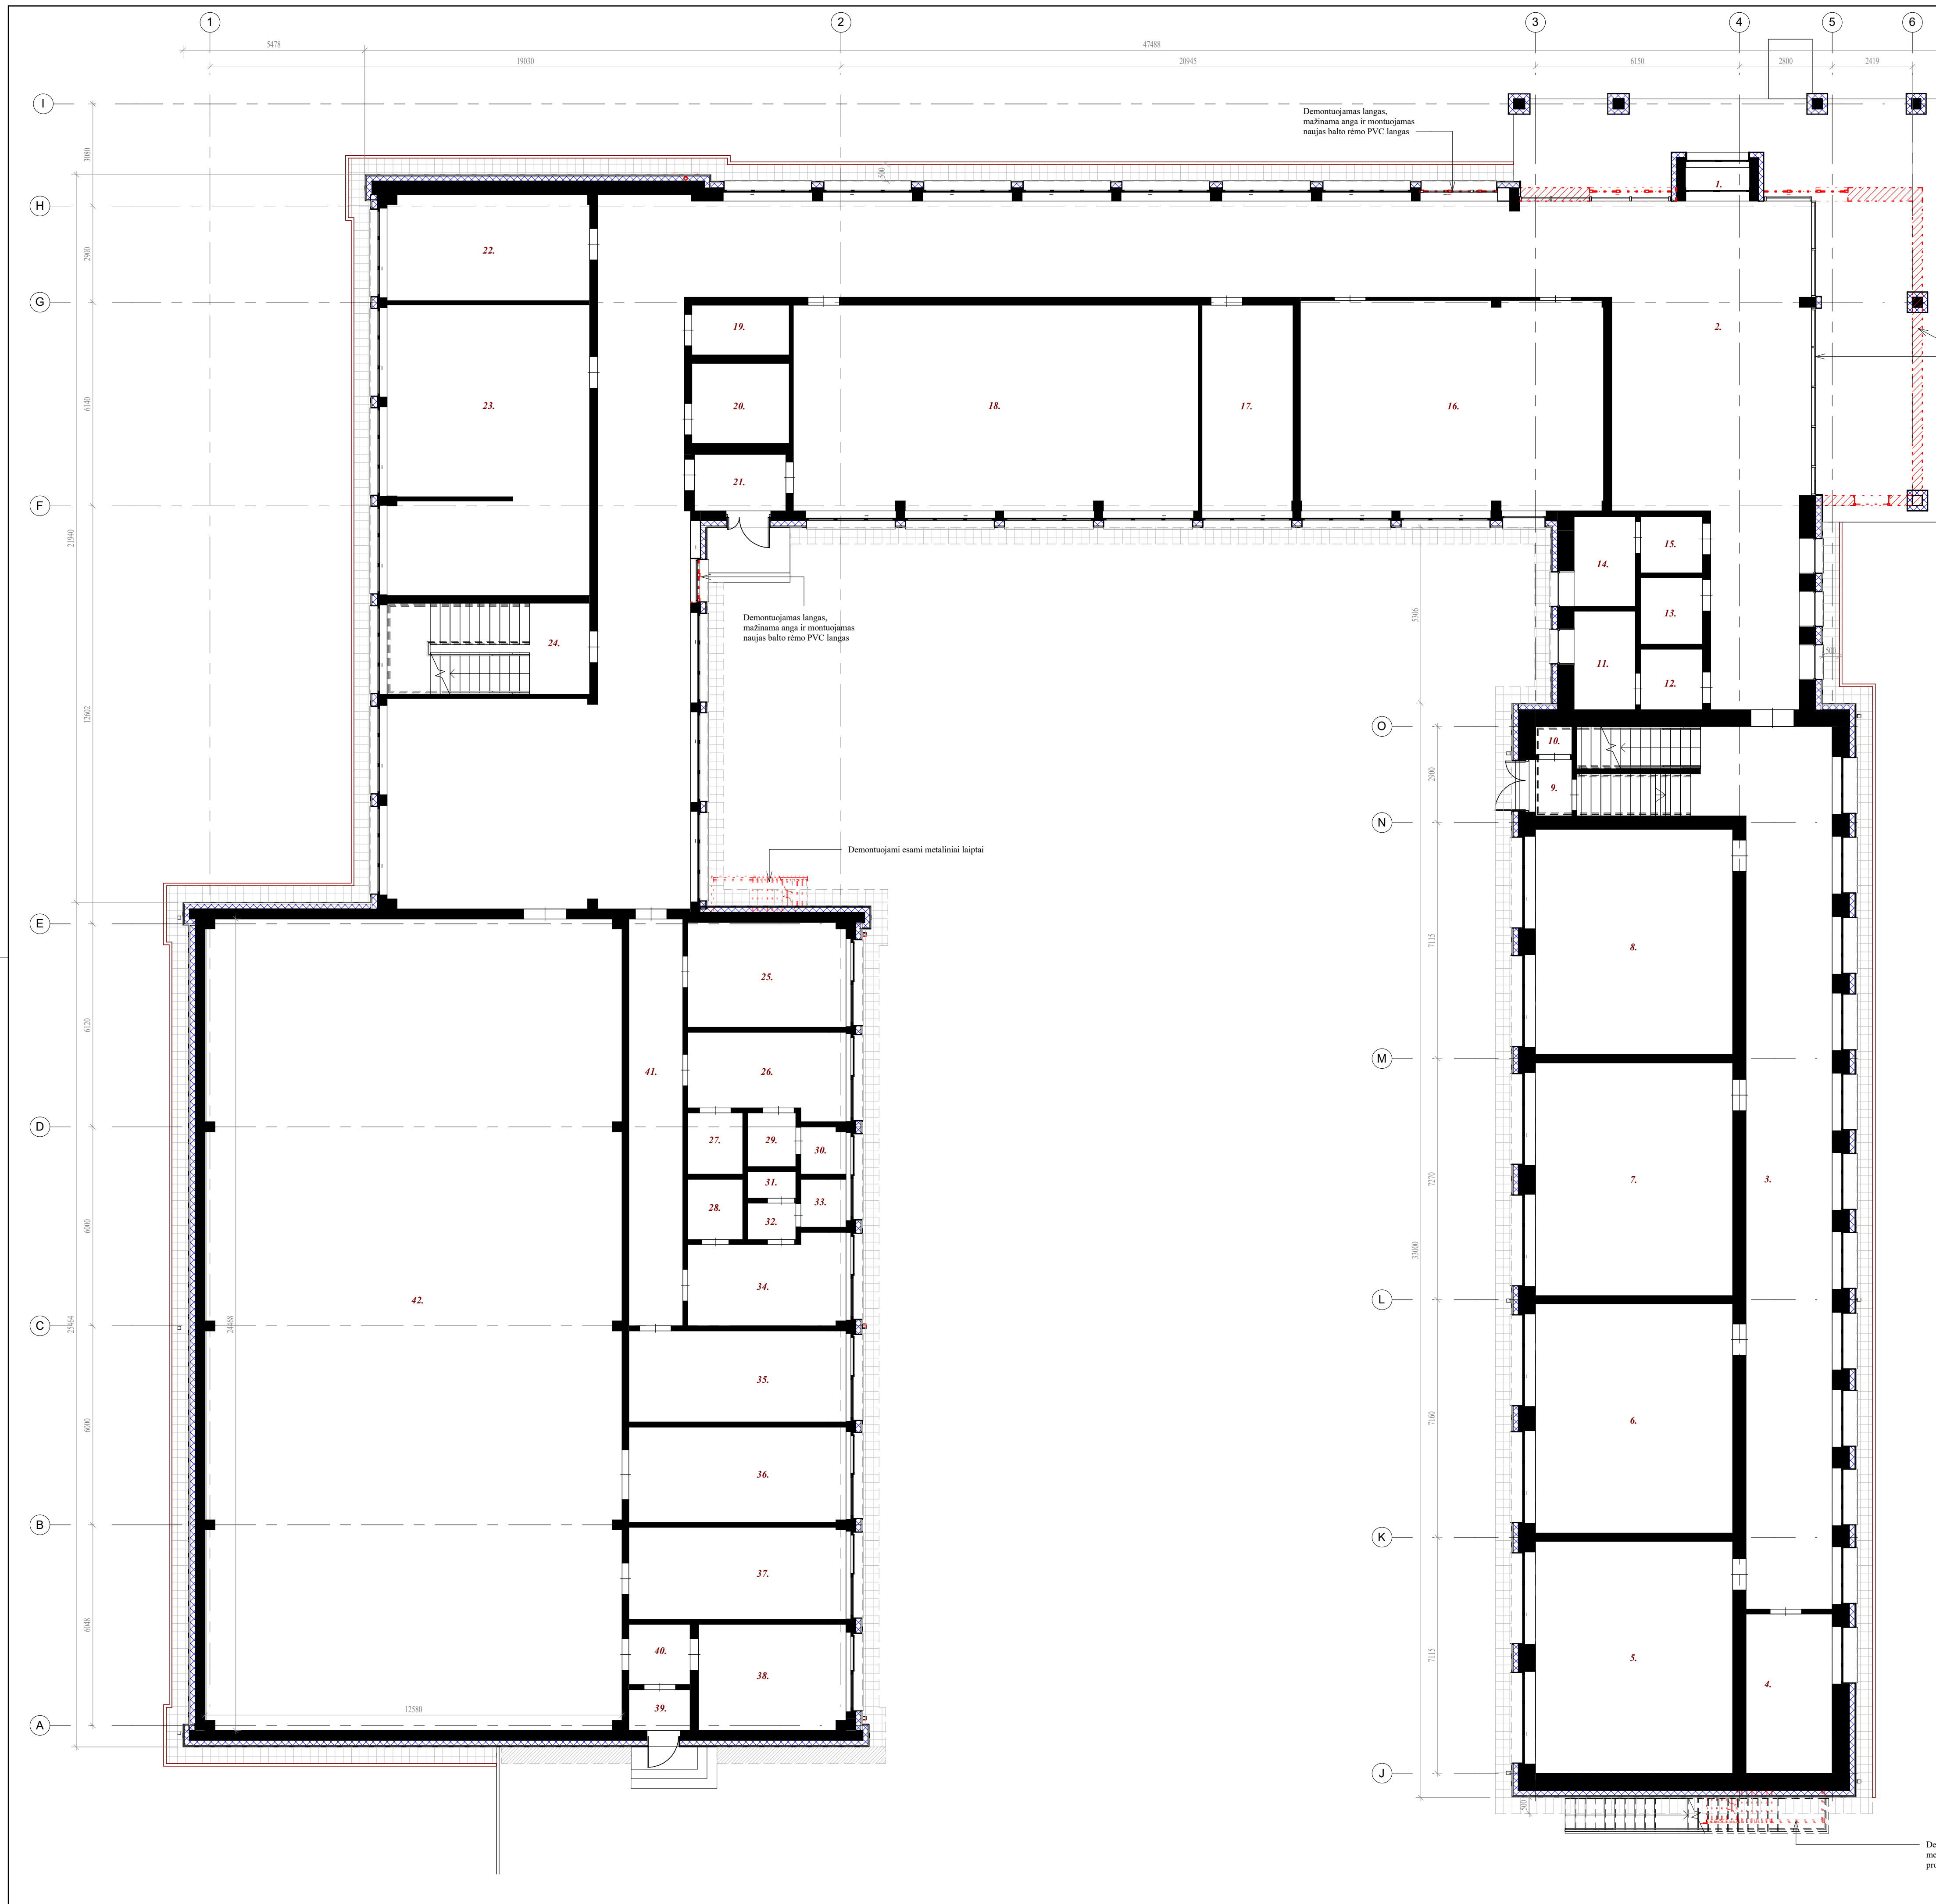 1 2 3 4 5 6
5478 47488
19030 20945 6150 2800 2419
I
Demontuojamas langas,
mažinama anga ir montuojamas
naujas balto rėmo PVC langas
3080
500
1.
H
22.
2900
G
19.
2.
6140
23. 20. 18. 17. 16.
21.
F
21940
15.
14.
Demontuojamas langas,
mažinama anga ir montuojamas
naujas balto rėmo PVC langas
5306
13.
24.
11.
500
12.
12602
O
10.
2900
9.
N
Demontuojami esami metaliniai laiptai
E
8.
7115
25.
6120
M
41. 26.
D
27. 29.
30.
31.
7.
7270
3.
33.
28.
32.
6000
33000
34.
42.
L
C
25464
24468
35.
6.
7160
6000
36.
B
K
37.
6048
40.
5.
7115
38.
4.
39.
12580
A
J
500
De
me
pro